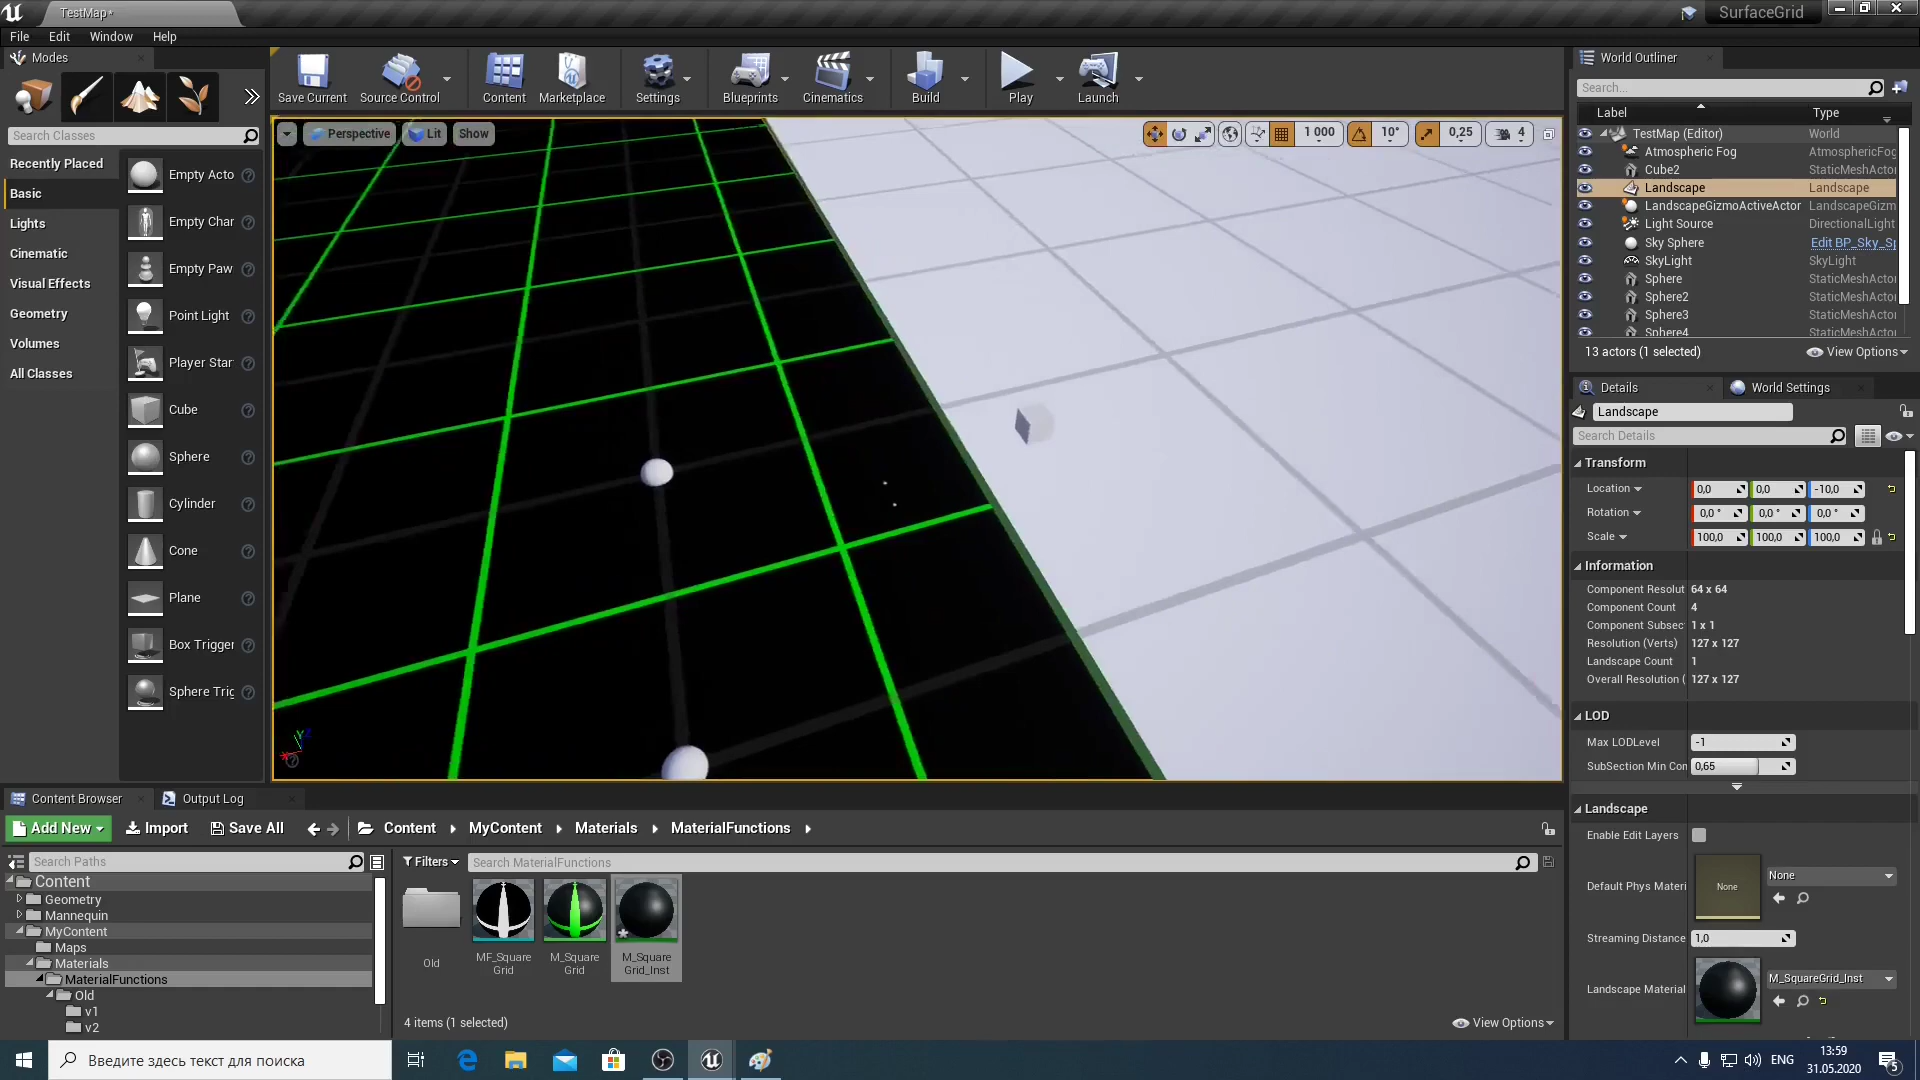 TestMap*
SurfaceGrid
File Edit Window Help
Modes
Search Classes
Recently Placed
Basic
Lights
Cinematic
Visual Effects
Geometry
Volumes
All Classes
Empty Acto
Empty Char
Empty Paw
Point Light
Player Star
Cube
Sphere
Cylinder
Cone
Plane
Box Trigger
Sphere Trig
Save Current Source Control Content Marketplace Settings Blueprints Cinematics Build Play Launch
Perspective Lit Show
1 000 10° 0,25 4
World Outliner
Search...
Label Type
TestMap (Editor) World
Atmospheric Fog AtmosphericFog
Cube2 StaticMeshActor
Landscape Landscape
LandscapeGizmoActiveActor LandscapeGizm
Light Source DirectionalLight
Sky Sphere Edit BP_Sky_Sp
SkyLight SkyLight
Sphere StaticMeshActor
Sphere2 StaticMeshActor
Sphere3 StaticMeshActor
Sphere4 StaticMeshActor
13 actors (1 selected) View Options
Details World Settings
Landscape
Search Details
Transform
Location 0,0 0,0 -10,0
Rotation 0,0 ° 0,0 ° 0,0 °
Scale 100,0 100,0 100,0
Information
Component Resolut 64 x 64
Component Count 4
Component Subsec 1 x 1
Resolution (Verts) 127 x 127
Landscape Count 1
Overall Resolution ( 127 x 127
LOD
Max LODLevel -1
SubSection Min Con 0,65
Landscape
Enable Edit Layers
Default Phys Materi None None
Streaming Distance 1,0
Landscape Material M_SquareGrid_Inst
Content Browser Output Log
Add New Import Save All Content MyContent Materials MaterialFunctions
Search Paths
Filters Search MaterialFunctions
Content
Geometry
Mannequin
MyContent
Maps
Materials
MaterialFunctions
Old
v1
v2
Old
MF_Square
Grid
M_Square
Grid
M_Square
Grid_Inst
4 items (1 selected) View Options
Введите здесь текст для поиска
ENG
13:59
31.05.2020
5